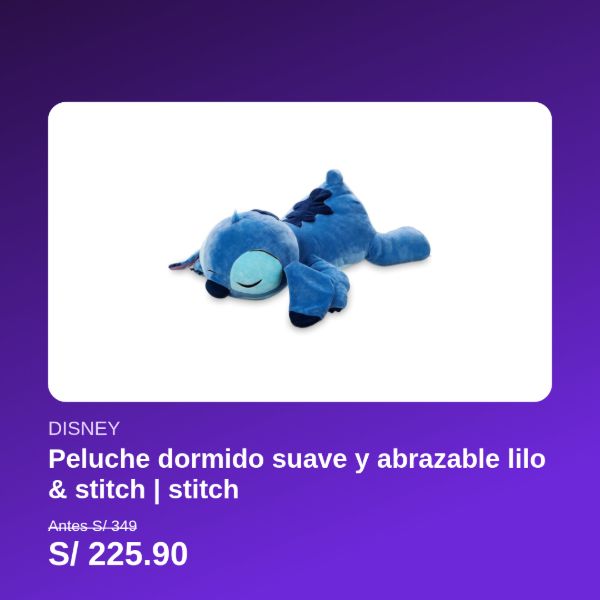 DISNEY
Peluche dormido suave y abrazable lilo
& stitch | stitch
Antes S/ 349
S/ 225.90